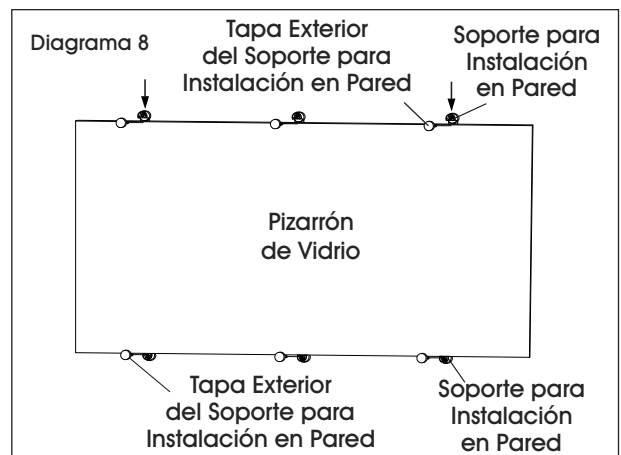 Diagrama 8
Tapa Exterior
del Soporte para
Instalación en Pared
Soporte para
Instalación
en Pared
Pizarrón
de Vidrio
Tapa Exterior
del Soporte para
Instalación en Pared
Soporte para
Instalación
en Pared